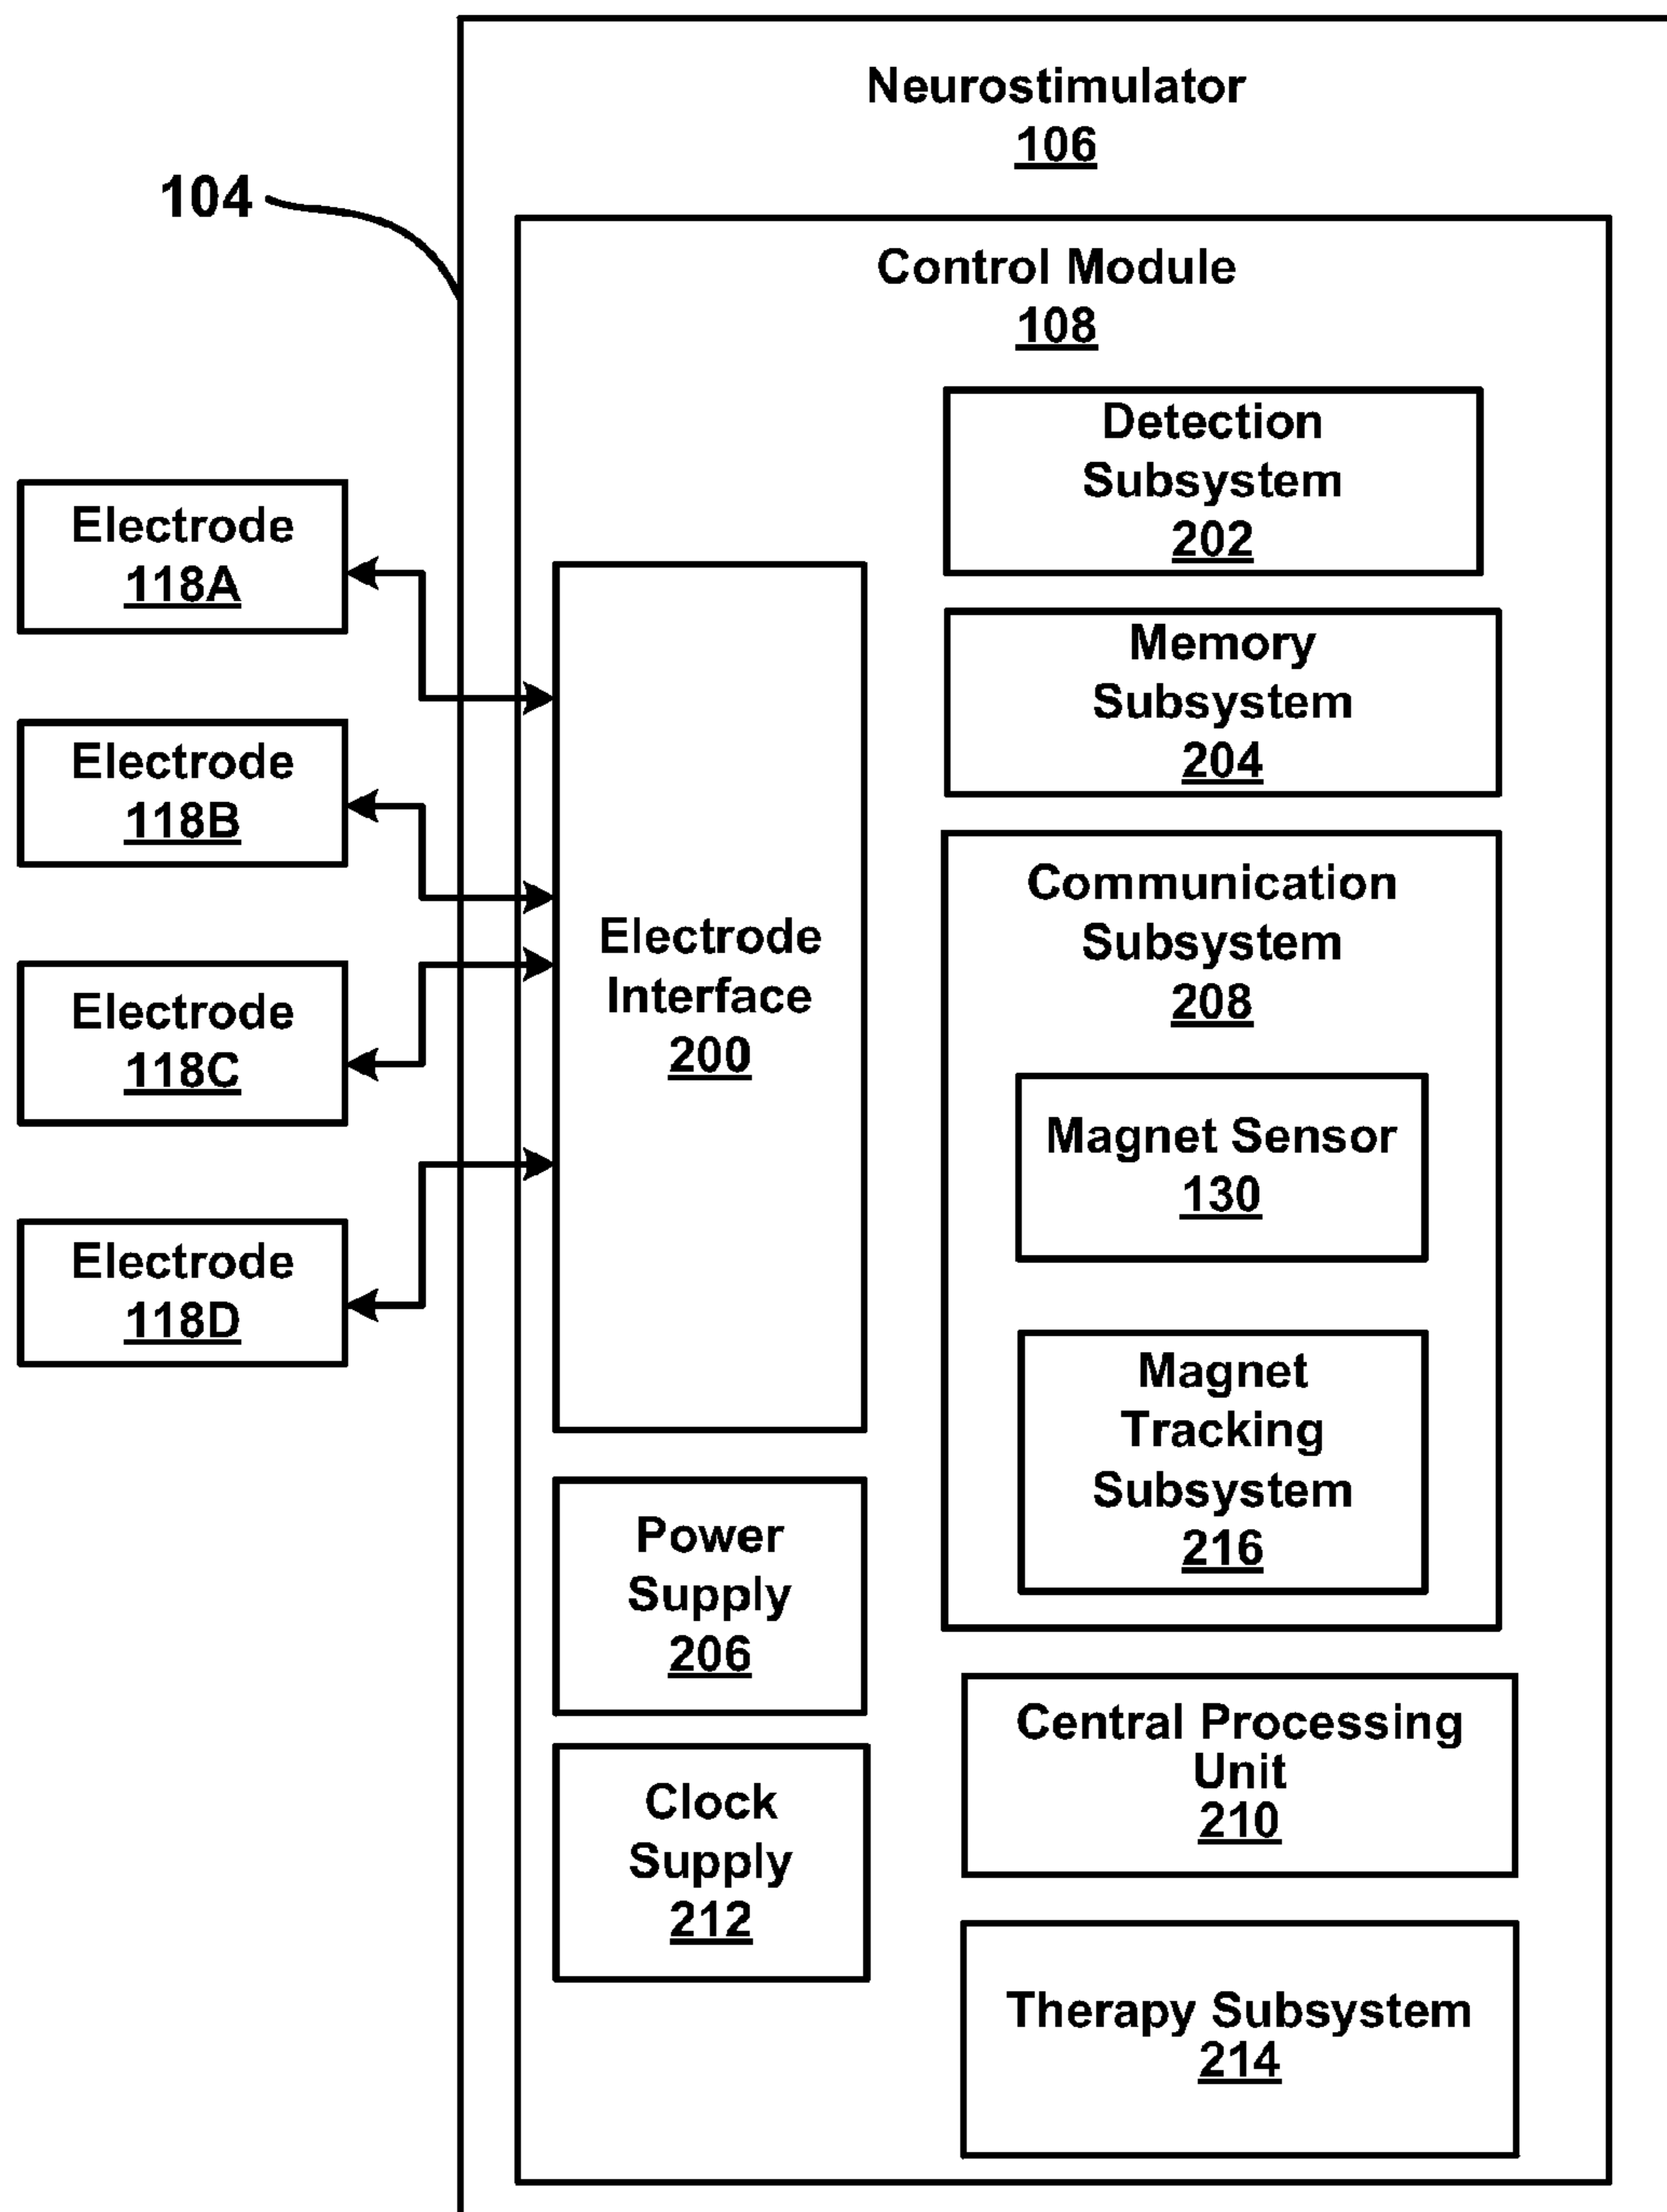 Neurostimulator
106
104
Control Module
108
Detection
Subsystem
202
Electrode
118A
Memory
Subsystem
204
Electrode
118B
Communication
Subsystem
208
Electrode
Interface
200
Electrode
118C
Magnet Sensor
130
Electrode
118D
Magnet
Tracking
Subsystem
216
Power
Supply
206
Central Processing
Unit
210
Clock
Supply
212
Therapy Subsystem
214